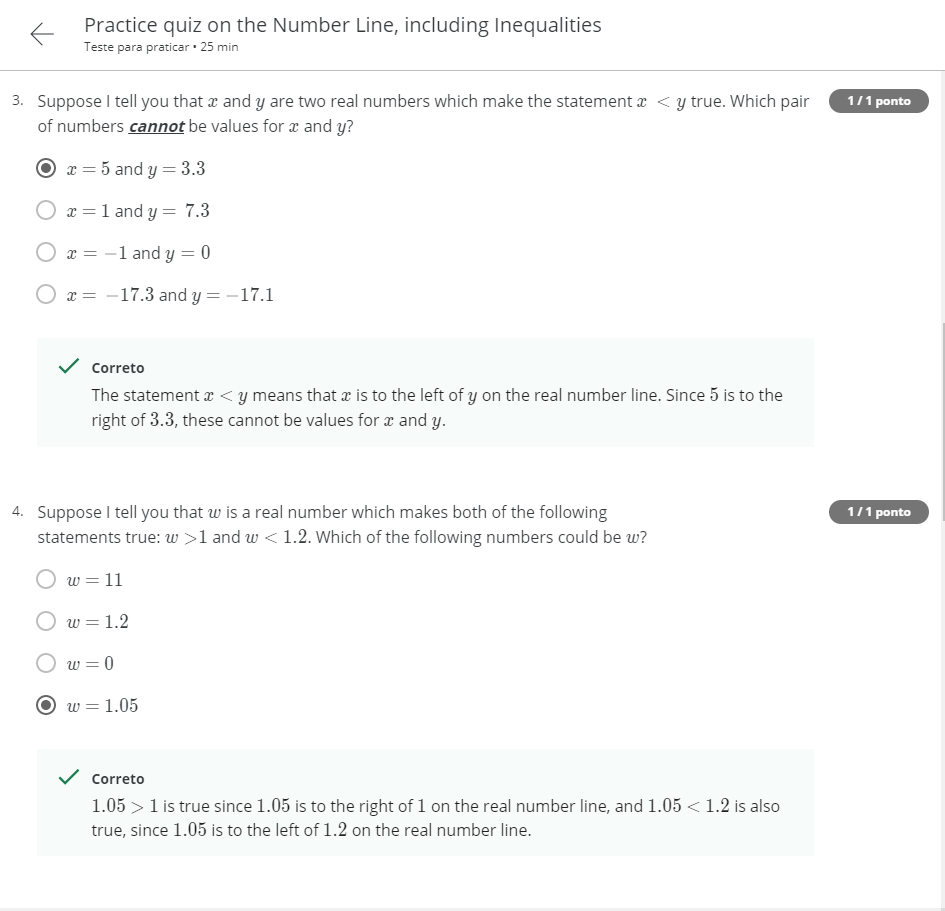 Practice quiz on the Number Line, including Inequalities
Teste para praticar • 25 min
3. Suppose I tell you that x and y are two real numbers which make the statement x < y true. Which pair
of numbers cannot be values for x and y?
1 / 1 ponto
x = 5 and y = 3.3
x = 1 and y = 7.3
x = −1 and y = 0
x = −17.3 and y = −17.1
Correto
The statement x < y means that x is to the left of y on the real number line. Since 5 is to the
right of 3.3, these cannot be values for x and y.
4. Suppose I tell you that w is a real number which makes both of the following
statements true: w >1 and w < 1.2. Which of the following numbers could be w?
1 / 1 ponto
w = 11
w = 1.2
w = 0
w = 1.05
Correto
1.05 > 1 is true since 1.05 is to the right of 1 on the real number line, and 1.05 < 1.2 is also
true, since 1.05 is to the left of 1.2 on the real number line.